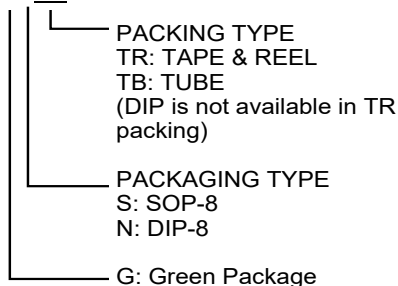 PACKING TYPE
TR: TAPE & REEL
TB: TUBE
(DIP is not available in TR
packing)
PACKAGING TYPE
S: SOP-8
N: DIP-8
G: Green Package